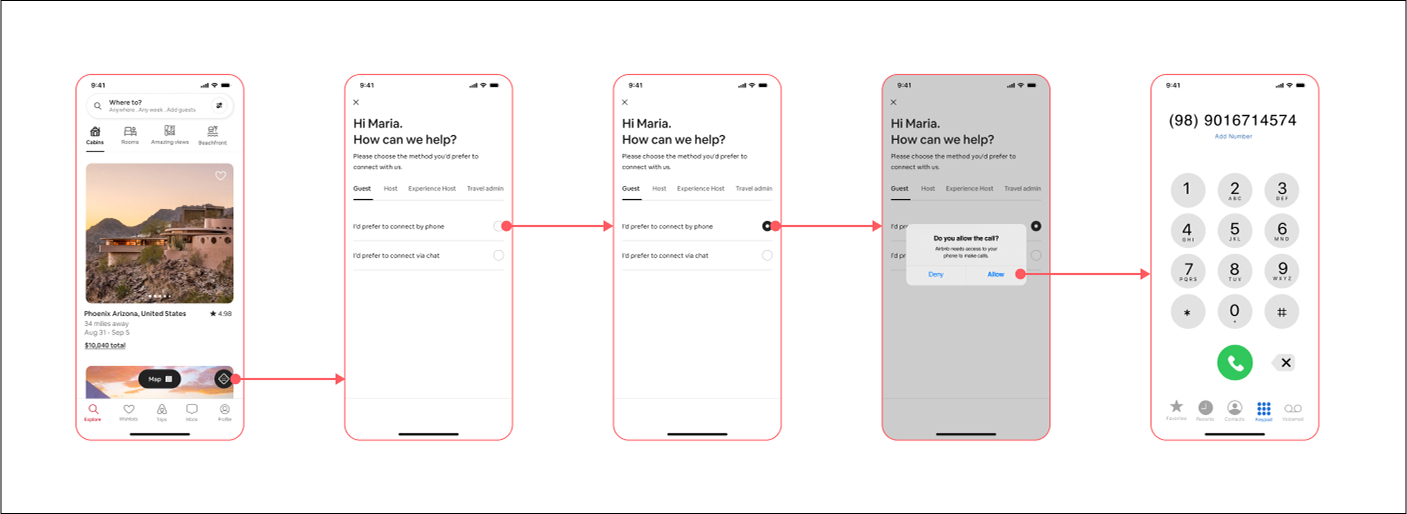 9:41
Where to?
Anywhere . Any week . Add guests
Cabins
Rooms
Amazing views
Beachfront
Phoenix Arizona, United States
★ 4.98
34 miles away
Aug 31 - Sep 5
$10,040 total
Map
Explore
Wishlists
Trips
Inbox
9:41
Hi Maria.
How can we help?
Please choose the method you'd prefer to
connect with us.
Guest
Host
Experience Host
Travel admin
I'd prefer to connect by phone
I'd prefer to connect via chat
9:41
Hi Maria.
How can we help?
Please choose the method you'd prefer to
connect with us.
Guest
Host
Experience Host
Travel admin
I'd prefer to connect by phone
I'd prefer to connect via chat
9:41
Hi Maria.
How can we help?
Please choose the method you'd prefer to
connect with us.
Guest
Host
Experience Host
Travel admin
I'd pr
Do you allow the call?
Airbnb needs access to your
phone to make calls.
I'd p
Deny
Allow
9:41
(98) 9016714574
Add Number
1
2
ABC
3
DEF
4
GHI
5
JKL
6
MNO
7
PQRS
8
TUV
9
WXYZ
*
0
+
#
Favorites
Recents
Contacts
Keypad
Voicemail